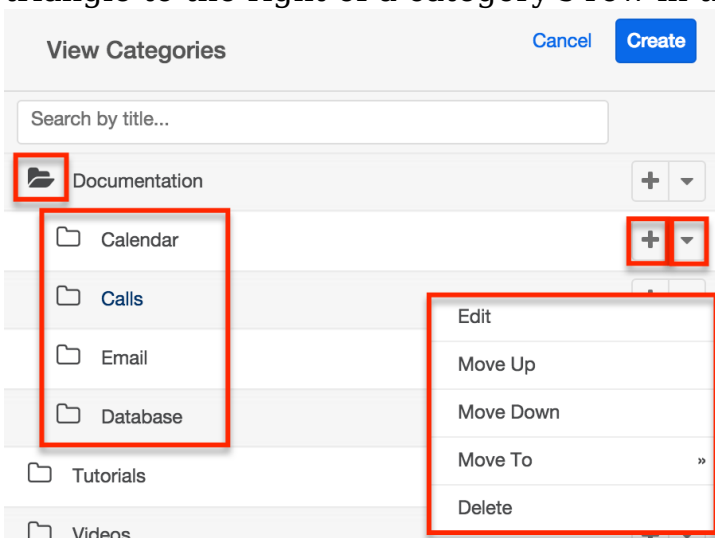 View Categories
Cancel
Create
Search by title...
Documentation
Calendar
Calls
Edit
Email
Move Up
Database
Move Down
Move To »
Tutorials
Delete
Videos